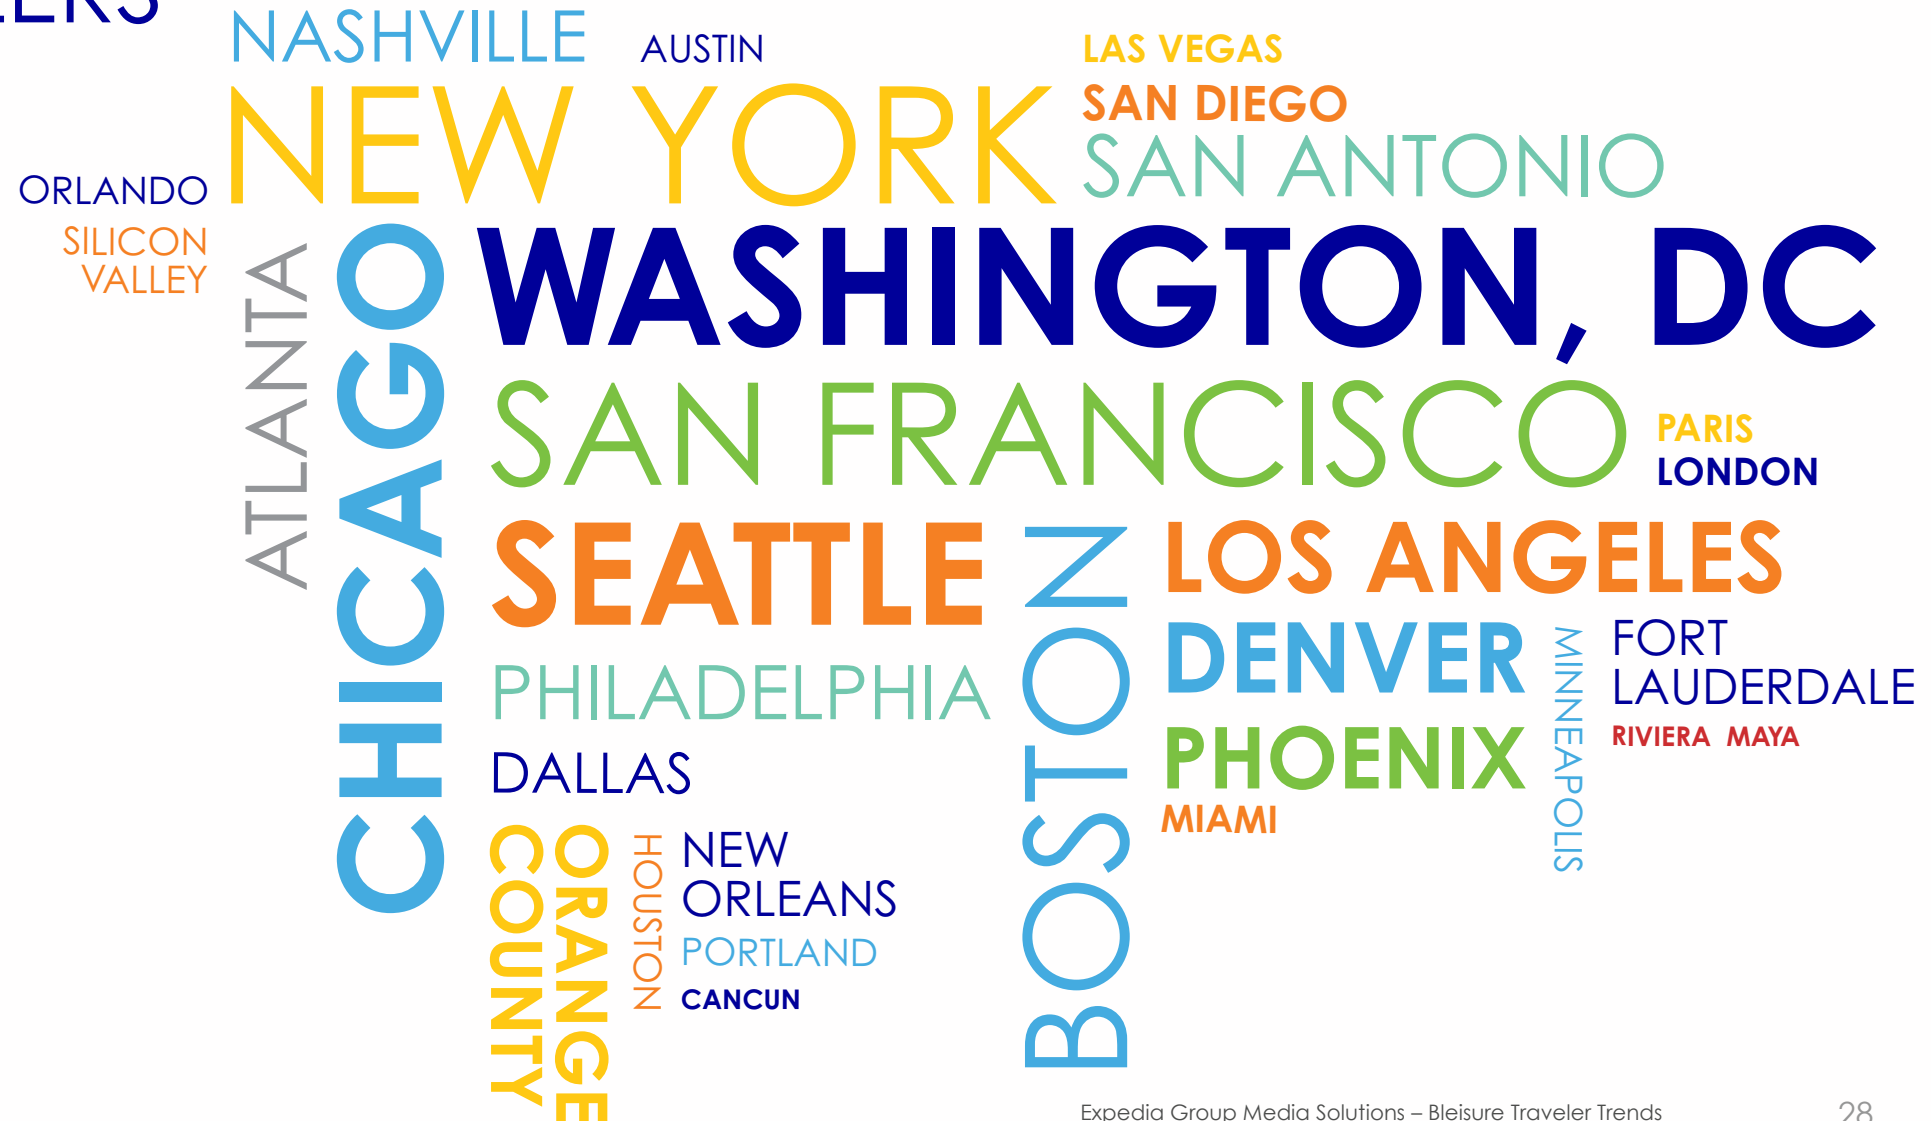 NASHVILLE
AUSTIN
LAS VEGAS
NEW YORK
SAN DIEGO
SAN ANTONIO
ORLANDO
SILICON
VALLEY
ATLANTA
CHICAGO
WASHINGTON, DC
SAN FRANCISCO
PARIS
LONDON
SEATTLE
BOSTON
LOS ANGELES
DENVER
MINNEAPOLIS
FORT
LAUDERDALE
PHILADELPHIA
PHOENIX
RIVIERA MAYA
DALLAS
MIAMI
ORANGE
COUNTY
HOUSTON
NEW
ORLEANS
PORTLAND
CANCUN
Expedia Group Media Solutions – Bleisure Traveler Trends
28